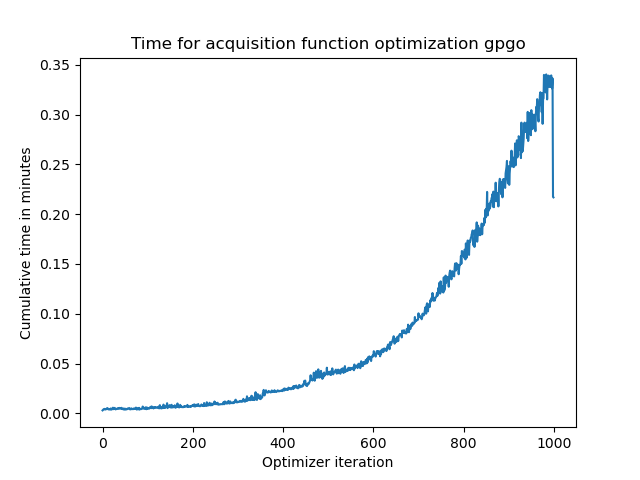 Time for acquisition function optimization gpgo
Cumulative time in minutes
0.35
0.30
0.25
0.20
0.15
0.10
0.05
0.00
0 200 400 600 800 1000
Optimizer iteration